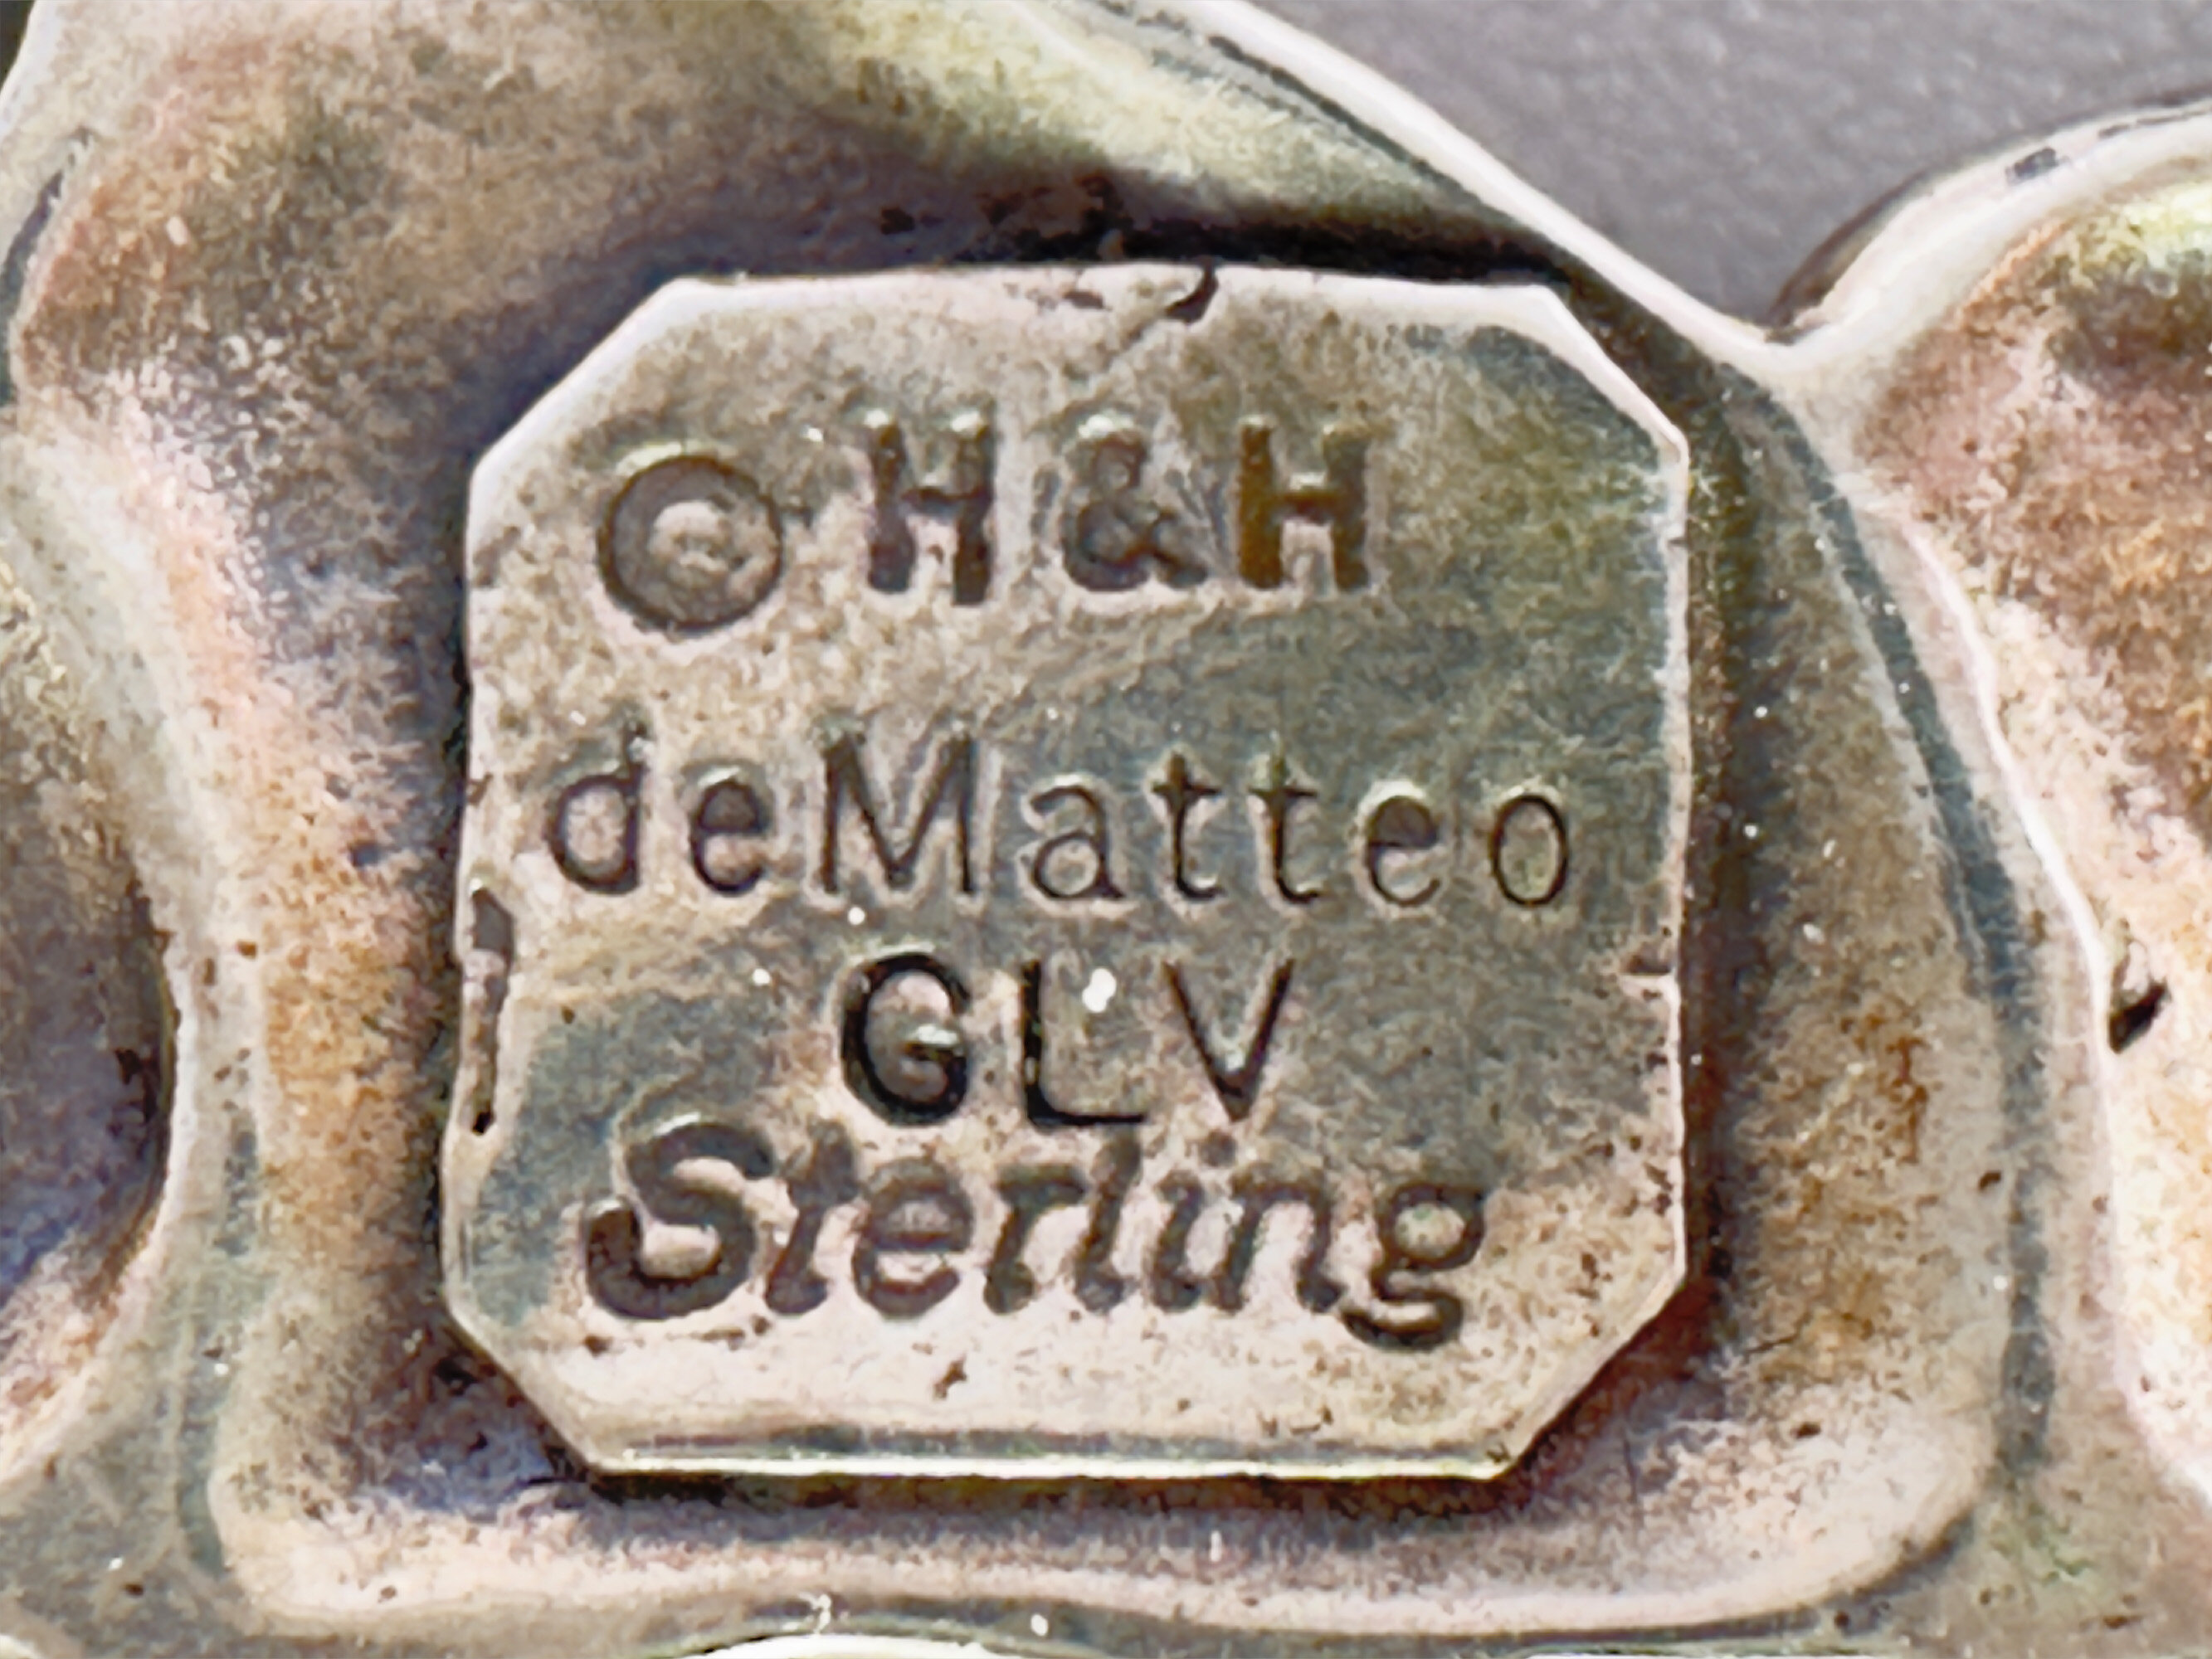 © H & H
deMatteo
GLV
Sterling